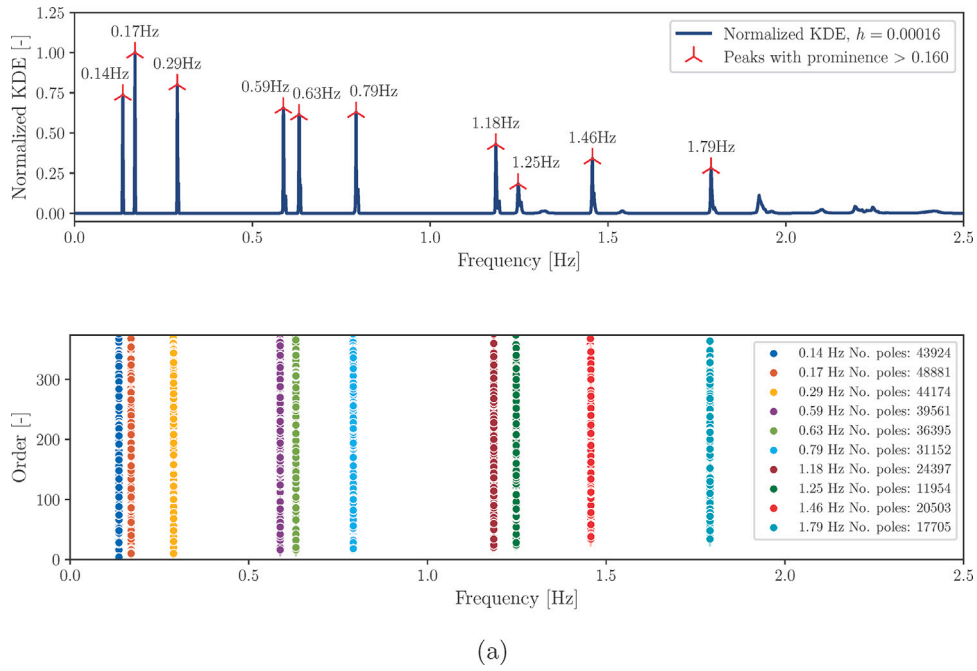 Normalized KDE [-]
1.25
1.00
0.75
0.50
0.25
0.00
0.14Hz
0.17Hz
0.29Hz
0.59Hz
0.63Hz
0.79Hz
1.18Hz
1.25Hz
1.46Hz
1.79Hz
Normalized KDE, h = 0.00016
Peaks with prominence > 0.160
0.0 0.5 1.0 1.5 2.0 2.5
Frequency [Hz]
Order [-]
300
200
100
0
0.14 Hz No. poles: 43924
0.17 Hz No. poles: 48881
0.29 Hz No. poles: 44174
0.59 Hz No. poles: 39561
0.63 Hz No. poles: 36395
0.79 Hz No. poles: 31152
1.18 Hz No. poles: 24397
1.25 Hz No. poles: 11954
1.46 Hz No. poles: 20503
1.79 Hz No. poles: 17705
0.0 0.5 1.0 1.5 2.0 2.5
Frequency [Hz]
(a)